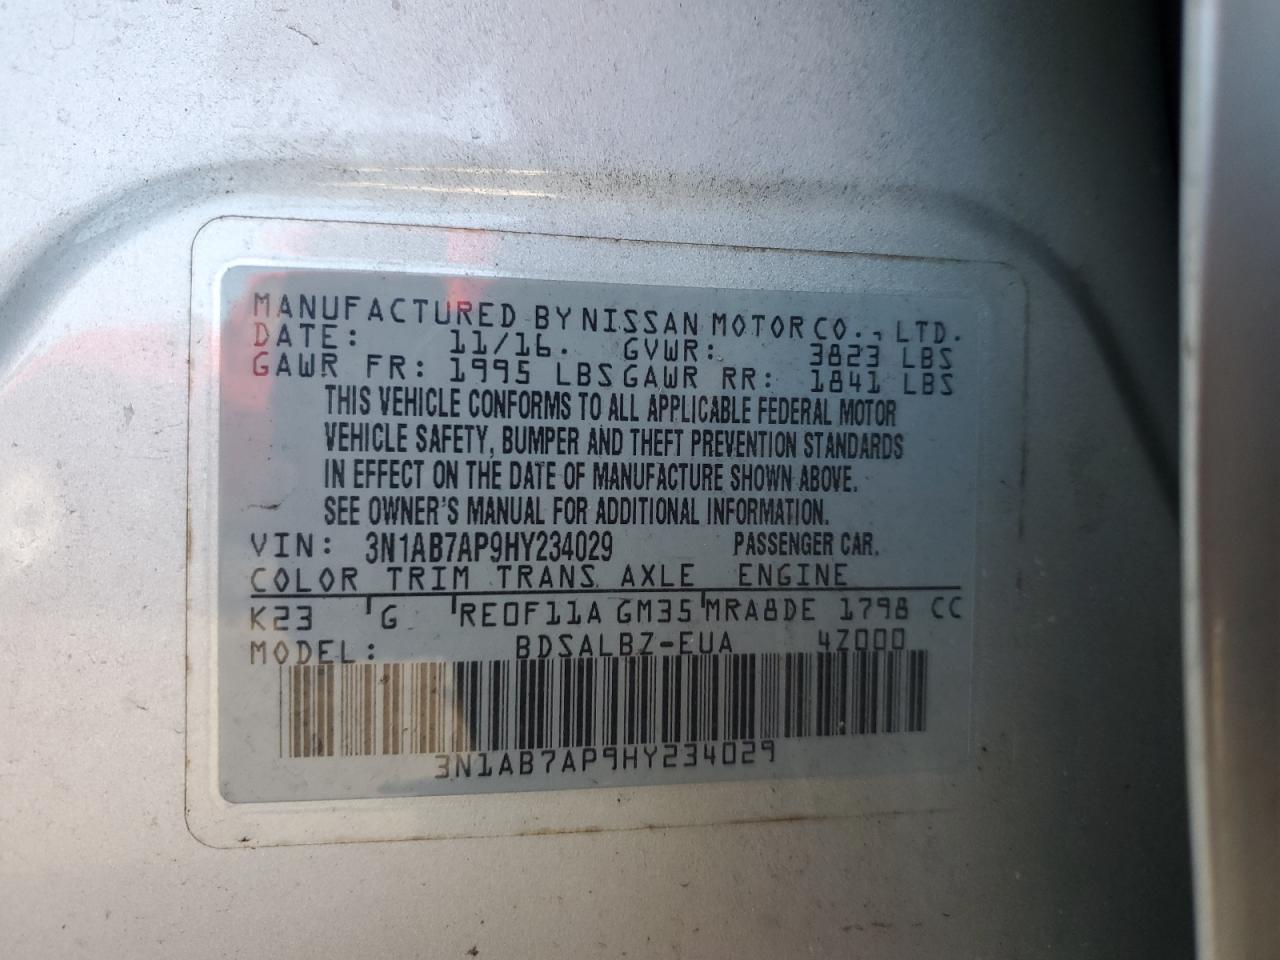 MANUFACTURED BY NISSAN MOTOR CO., LTD.
DATE: 11/16. GVWR: 3823 LBS
GAWR FR: 1995 LBS GAWR RR: 1841 LBS
THIS VEHICLE CONFORMS TO ALL APPLICABLE FEDERAL MOTOR
VEHICLE SAFETY, BUMPER AND THEFT PREVENTION STANDARDS
IN EFFECT ON THE DATE OF MANUFACTURE SHOWN ABOVE.
SEE OWNER'S MANUAL FOR ADDITIONAL INFORMATION.
VIN: 3N1AB7AP9HY234029 PASSENGER CAR.
COLOR TRIM TRANS AXLE ENGINE
K23 G RE0F11A GM35 MRA8DE 1798 CC
MODEL: BDSALBZ-EUA 4Z000
3N1AB7AP9HY234029